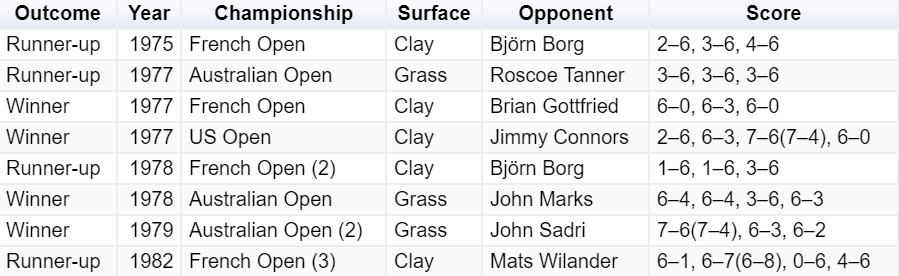 Outcome Year Championship Surface Opponent Score
Runner-up 1975 French Open Clay Björn Borg 2–6, 3–6, 4–6
Runner-up 1977 Australian Open Grass Roscoe Tanner 3–6, 3–6, 3–6
Winner 1977 French Open Clay Brian Gottfried 6–0, 6–3, 6–0
Winner 1977 US Open Clay Jimmy Connors 2–6, 6–3, 7–6(7–4), 6–0
Runner-up 1978 French Open (2) Clay Björn Borg 1–6, 1–6, 3–6
Winner 1978 Australian Open Grass John Marks 6–4, 6–4, 3–6, 6–3
Winner 1979 Australian Open (2) Grass John Sadri 7–6(7–4), 6–3, 6–2
Runner-up 1982 French Open (3) Clay Mats Wilander 6–1, 6–7(6–8), 0–6, 4–6